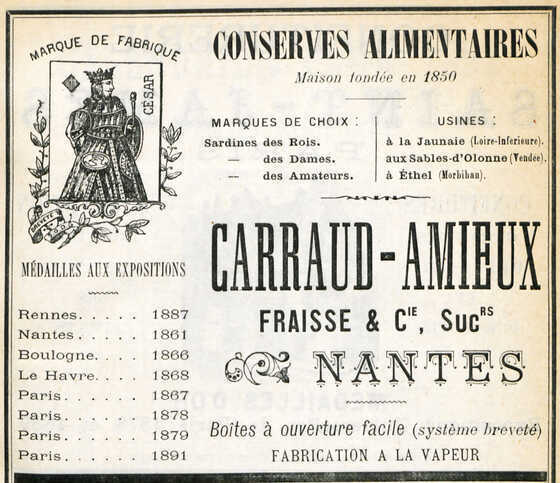 MARQUE DE FABRIQUE
CÉSAR
MÉDAILLES AUX EXPOSITIONS
Rennes. . . . . 1887
Nantes. . . . . 1861
Boulogne. . . . 1866
Le Havre. . . . 1868
Paris. . . . . . 1867
Paris. . . . . . 1878
Paris. . . . . . 1879
Paris. . . . . . 1891
CONSERVES ALIMENTAIRES
Maison fondée en 1850
MARQUES DE CHOIX :
Sardines des Rois.
— des Dames.
— des Amateurs.
USINES :
à la Jaunaie (Loire-Inferieure).
aux Sables-d'Olonne (Vendée).
à Éthel (Morbihan).
CARRAUD-AMIEUX
FRAISSE & CIE, SUCRS
NANTES
Boîtes à ouverture facile (système breveté)
FABRICATION A LA VAPEUR